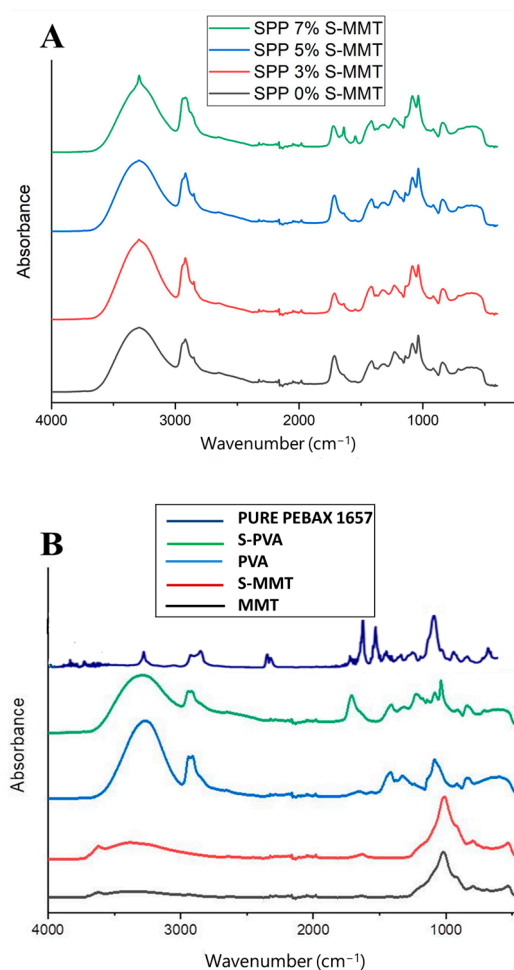 A
SPP 7% S-MMT
SPP 5% S-MMT
SPP 3% S-MMT
SPP 0% S-MMT
Absorbance
4000 3000 2000 1000
Wavenumber (cm⁻¹)
B
PURE PEBAX 1657
S-PVA
PVA
S-MMT
MMT
Absorbance
4000 3000 2000 1000
Wavenumber (cm⁻¹)